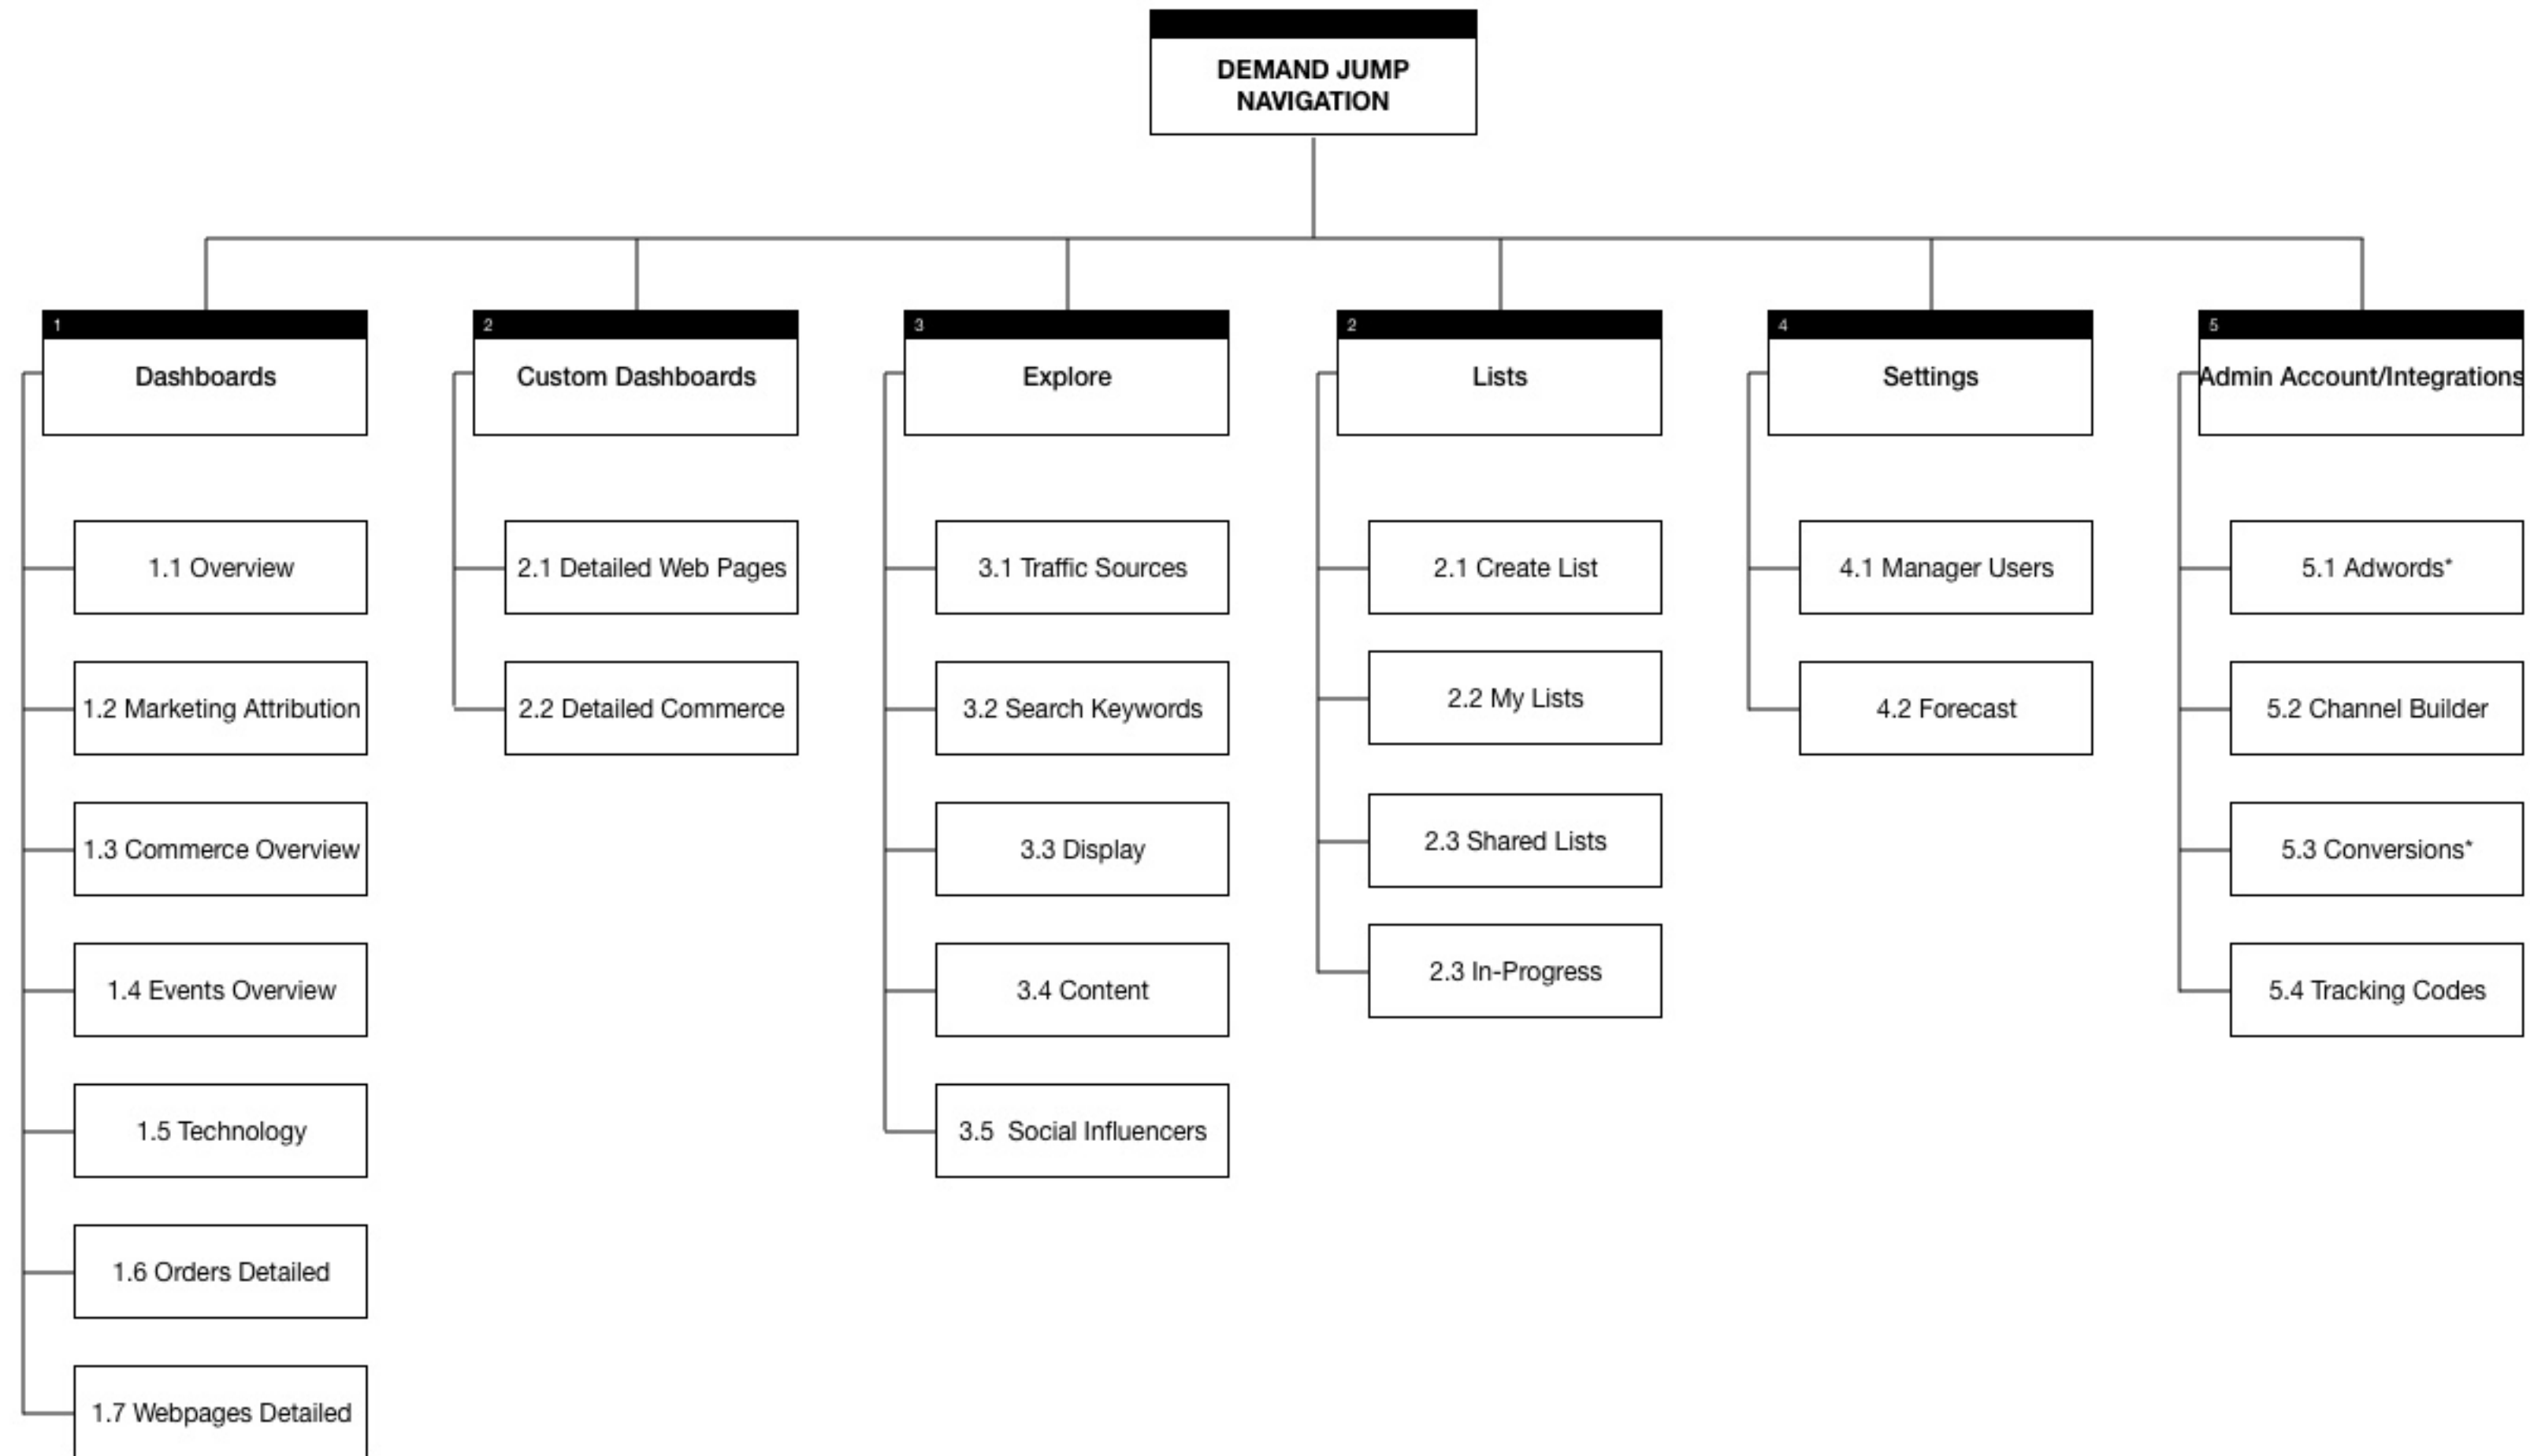 DEMAND JUMP
NAVIGATION
1
Dashboards
1.1 Overview
1.2 Marketing Attribution
1.3 Commerce Overview
1.4 Events Overview
1.5 Technology
1.6 Orders Detailed
1.7 Webpages Detailed
2
Custom Dashboards
2.1 Detailed Web Pages
2.2 Detailed Commerce
3
Explore
3.1 Traffic Sources
3.2 Search Keywords
3.3 Display
3.4 Content
3.5  Social Influencers
2
Lists
2.1 Create List
2.2 My Lists
2.3 Shared Lists
2.3 In-Progress
4
Settings
4.1 Manager Users
4.2 Forecast
5
Admin Account/Integrations
5.1 Adwords*
5.2 Channel Builder
5.3 Conversions*
5.4 Tracking Codes